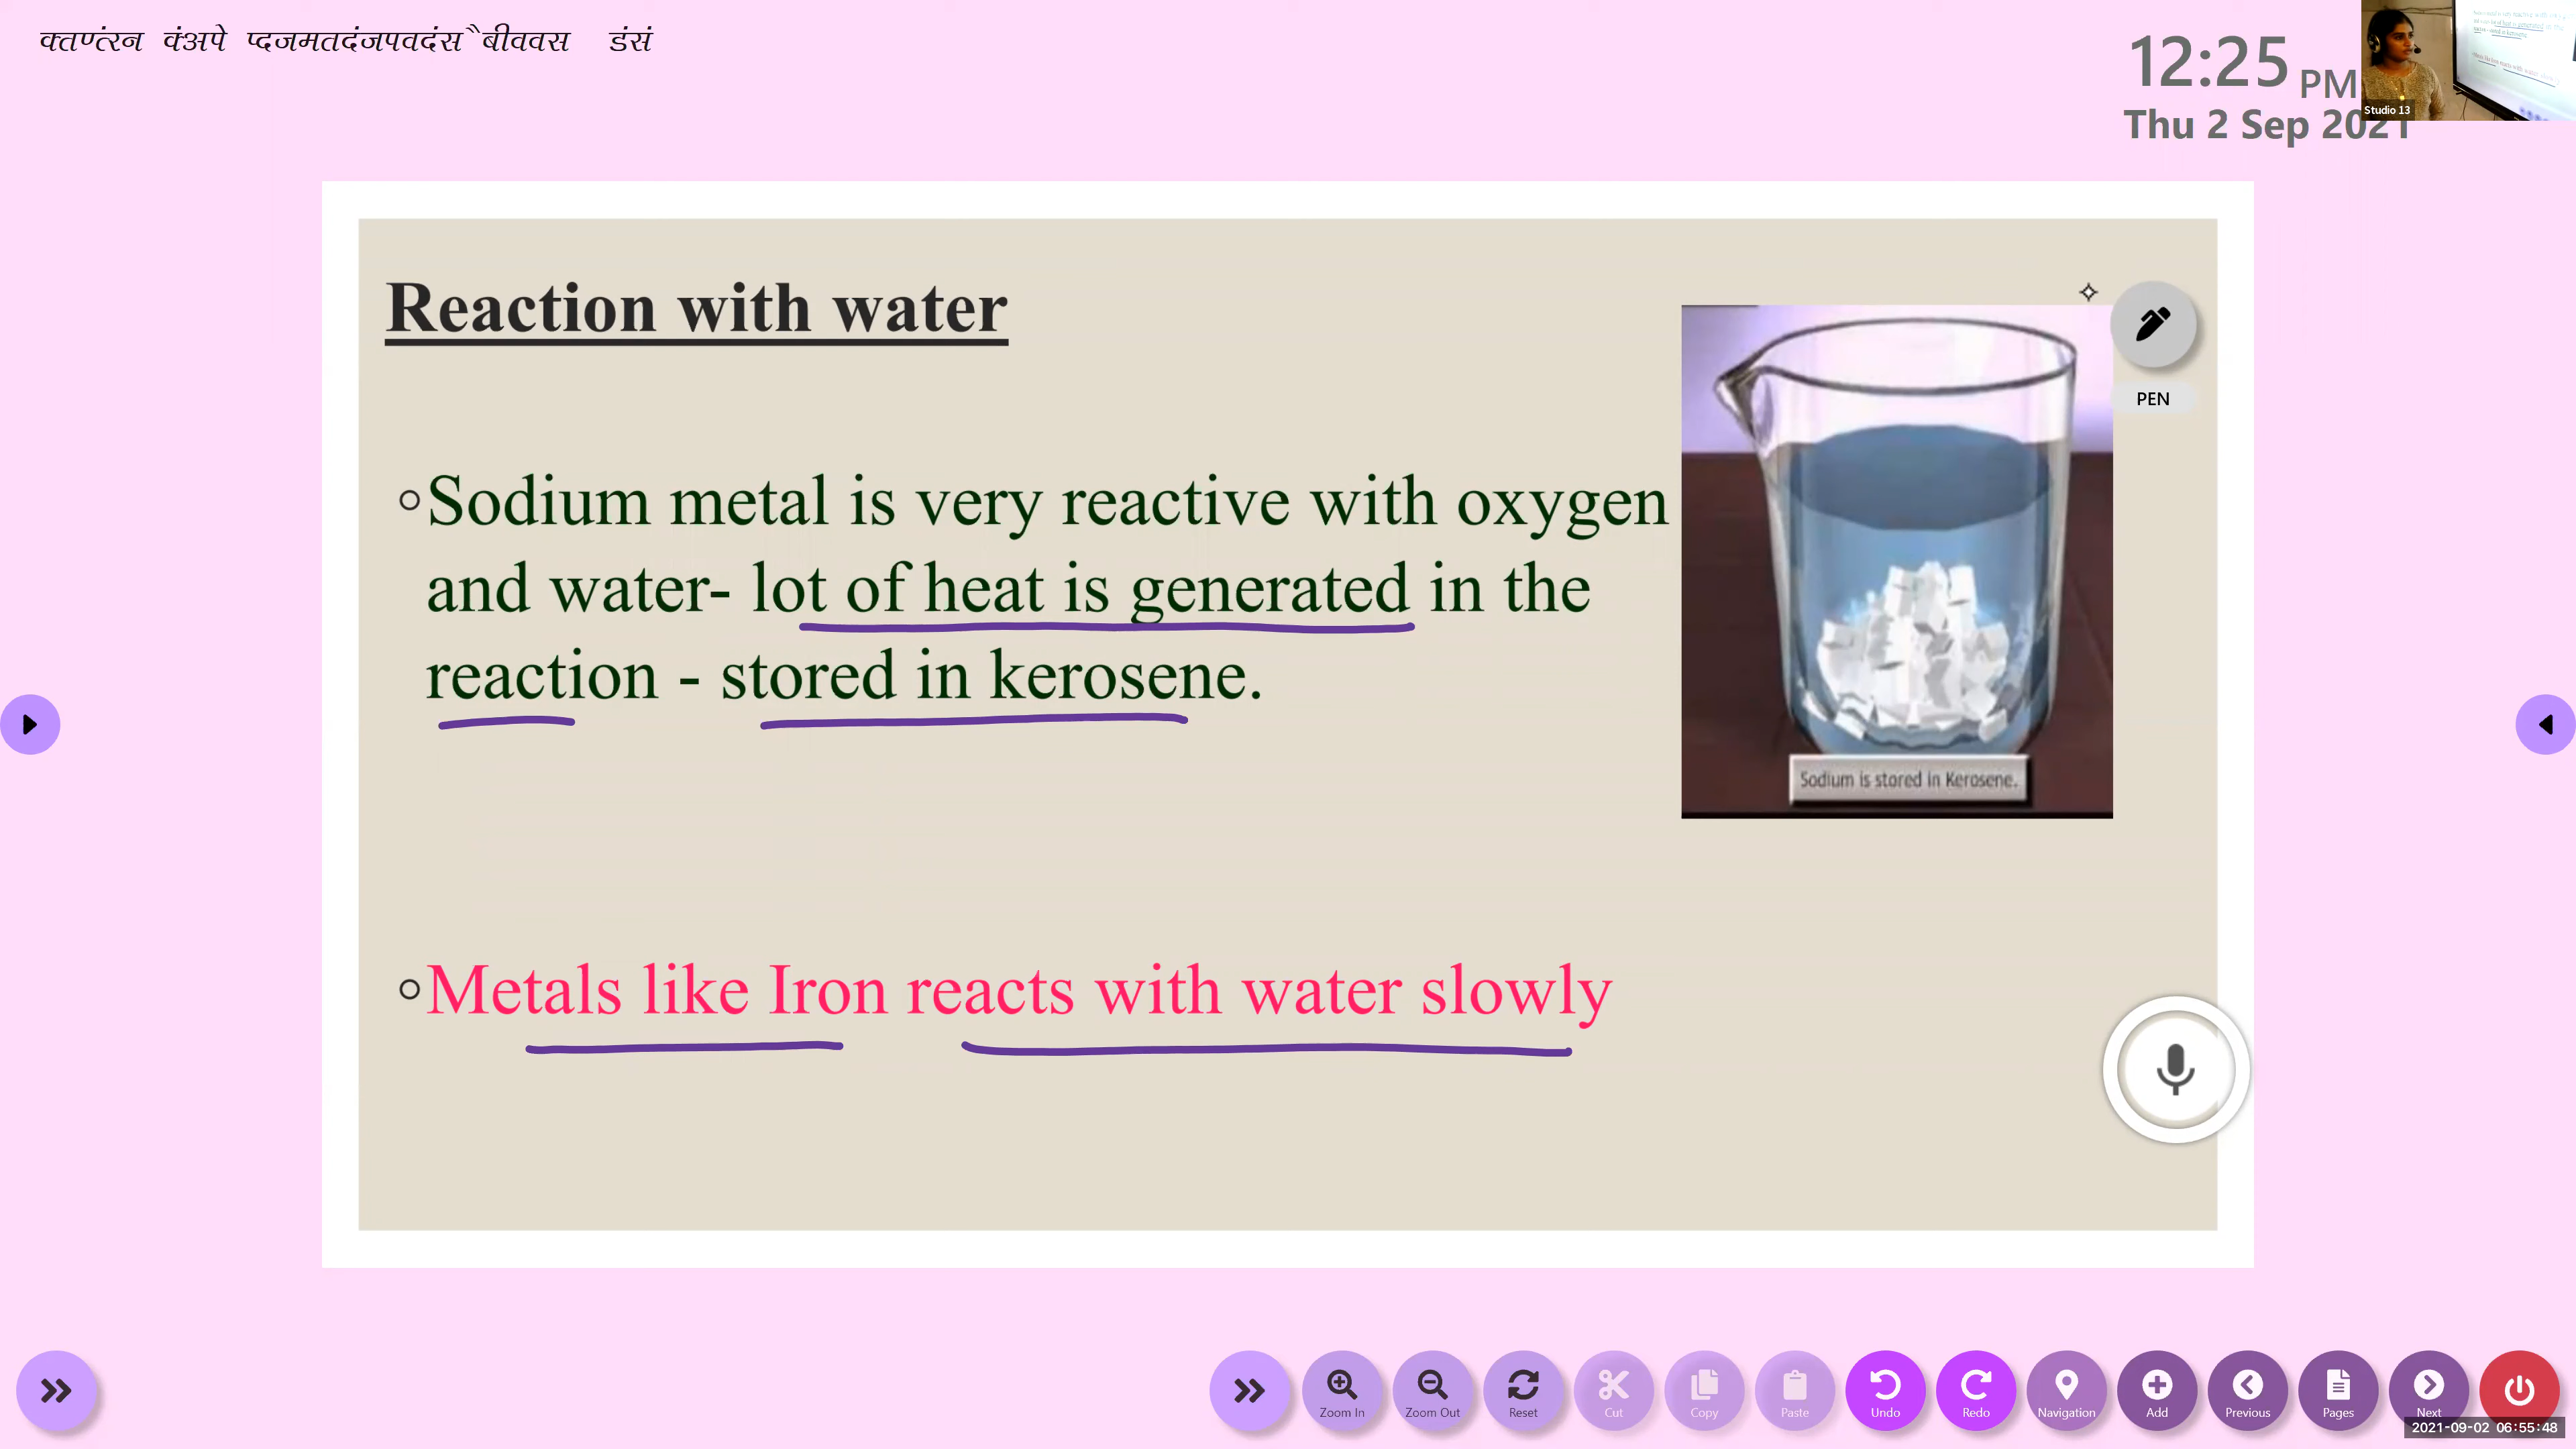 क्तण्तंरन क्ंअपे प्दजमतदंजपवदंस ैबीववस डंसं
12:25 PM
Thu 2 Sep 2021
Studio 13
Reaction with water
PEN
Sodium metal is very reactive with oxygen
and water- lot of heat is generated in the
reaction - stored in kerosene.
Sodium is stored in Kerosene.
Metals like Iron reacts with water slowly
Zoom In
Zoom Out
Reset
Cut
Copy
Paste
Undo
Redo
Navigation
Add
Previous
Pages
Next
2021-09-02 06:55:48